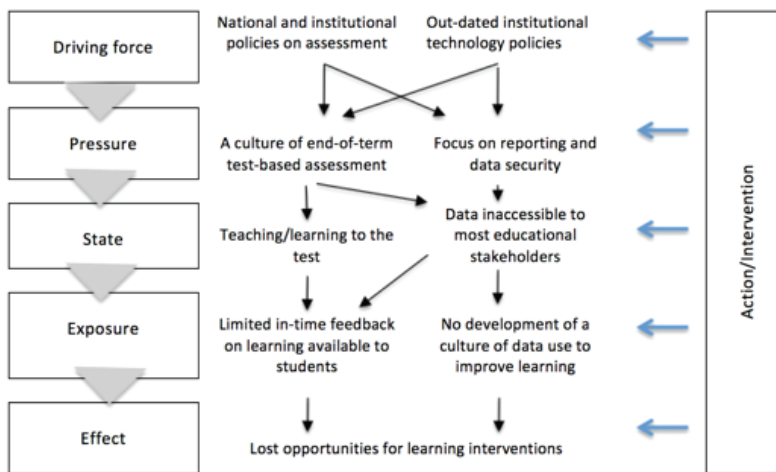 Driving force
National and institutional
policies on assessment
Out-dated institutional
technology policies
Pressure
A culture of end-of-term
test-based assessment
Focus on reporting and
data security
State
Teaching/learning to the
test
Data inaccessible to
most educational
stakeholders
Exposure
Limited in-time feedback
on learning available to
students
No development of a
culture of data use to
improve learning
Effect
Lost opportunities for learning interventions
Action/Intervention